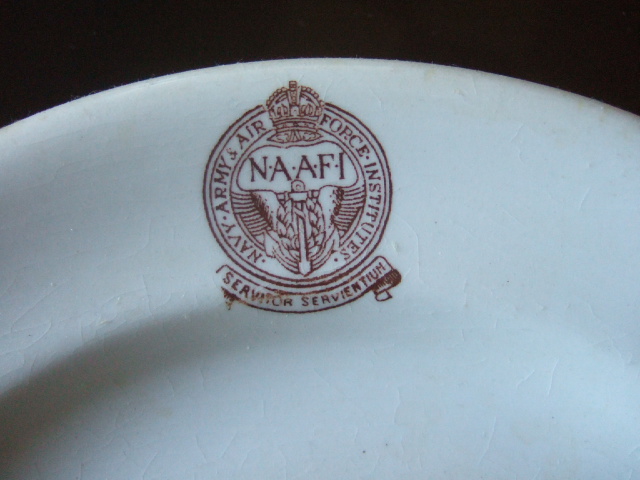 NAVY·ARMY & AIR FORCE·INSTITUTES·
N·A·A·F·I
SERVITOR SERVIENTIUM